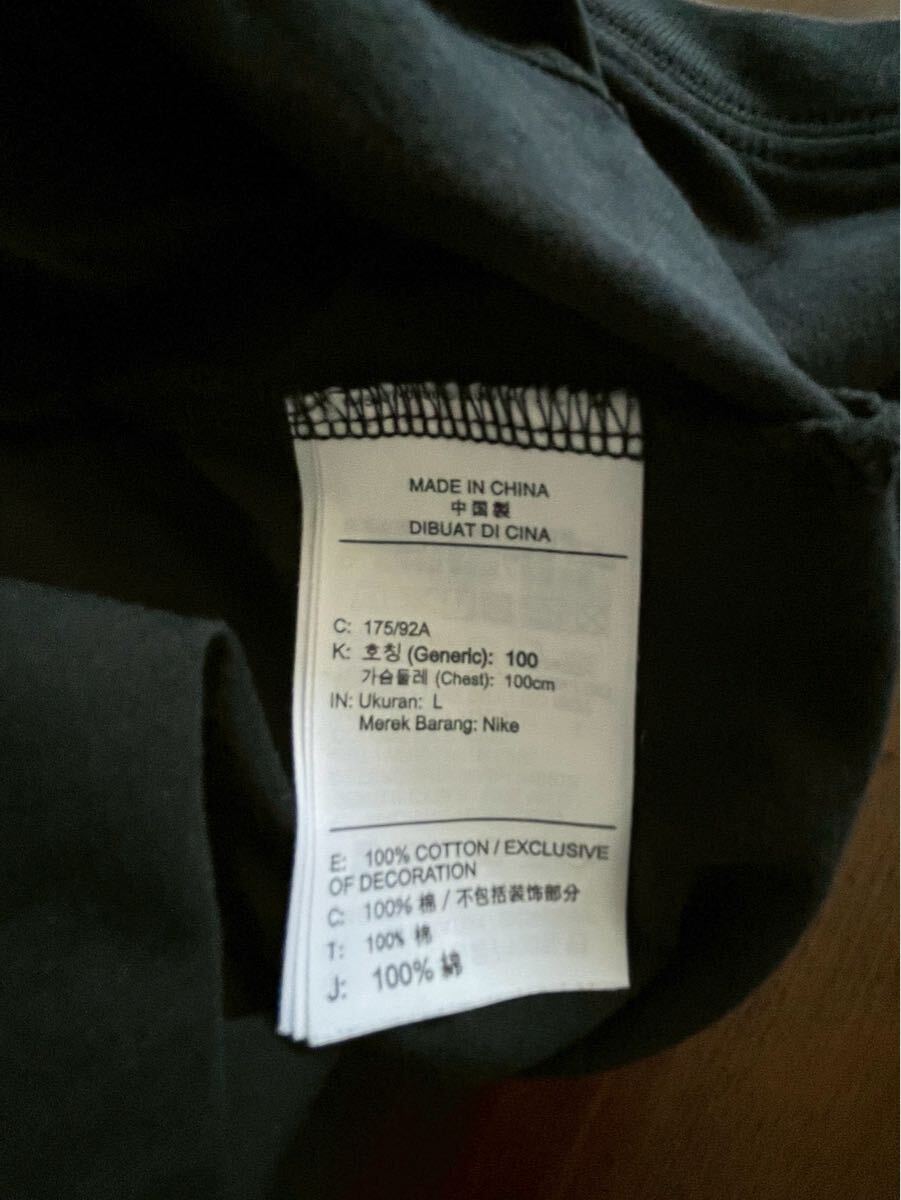 MADE IN CHINA
中国製
DIBUAT DI CINA
C: 175/92A
K: 호칭 (Generic): 100
가슴둘레 (Chest): 100cm
IN: Ukuran: L
Merek Barang: Nike
E: 100% COTTON / EXCLUSIVE
OF DECORATION
C: 100% 棉 / 不包括装饰部分
T: 100% 棉
J: 100% 綿